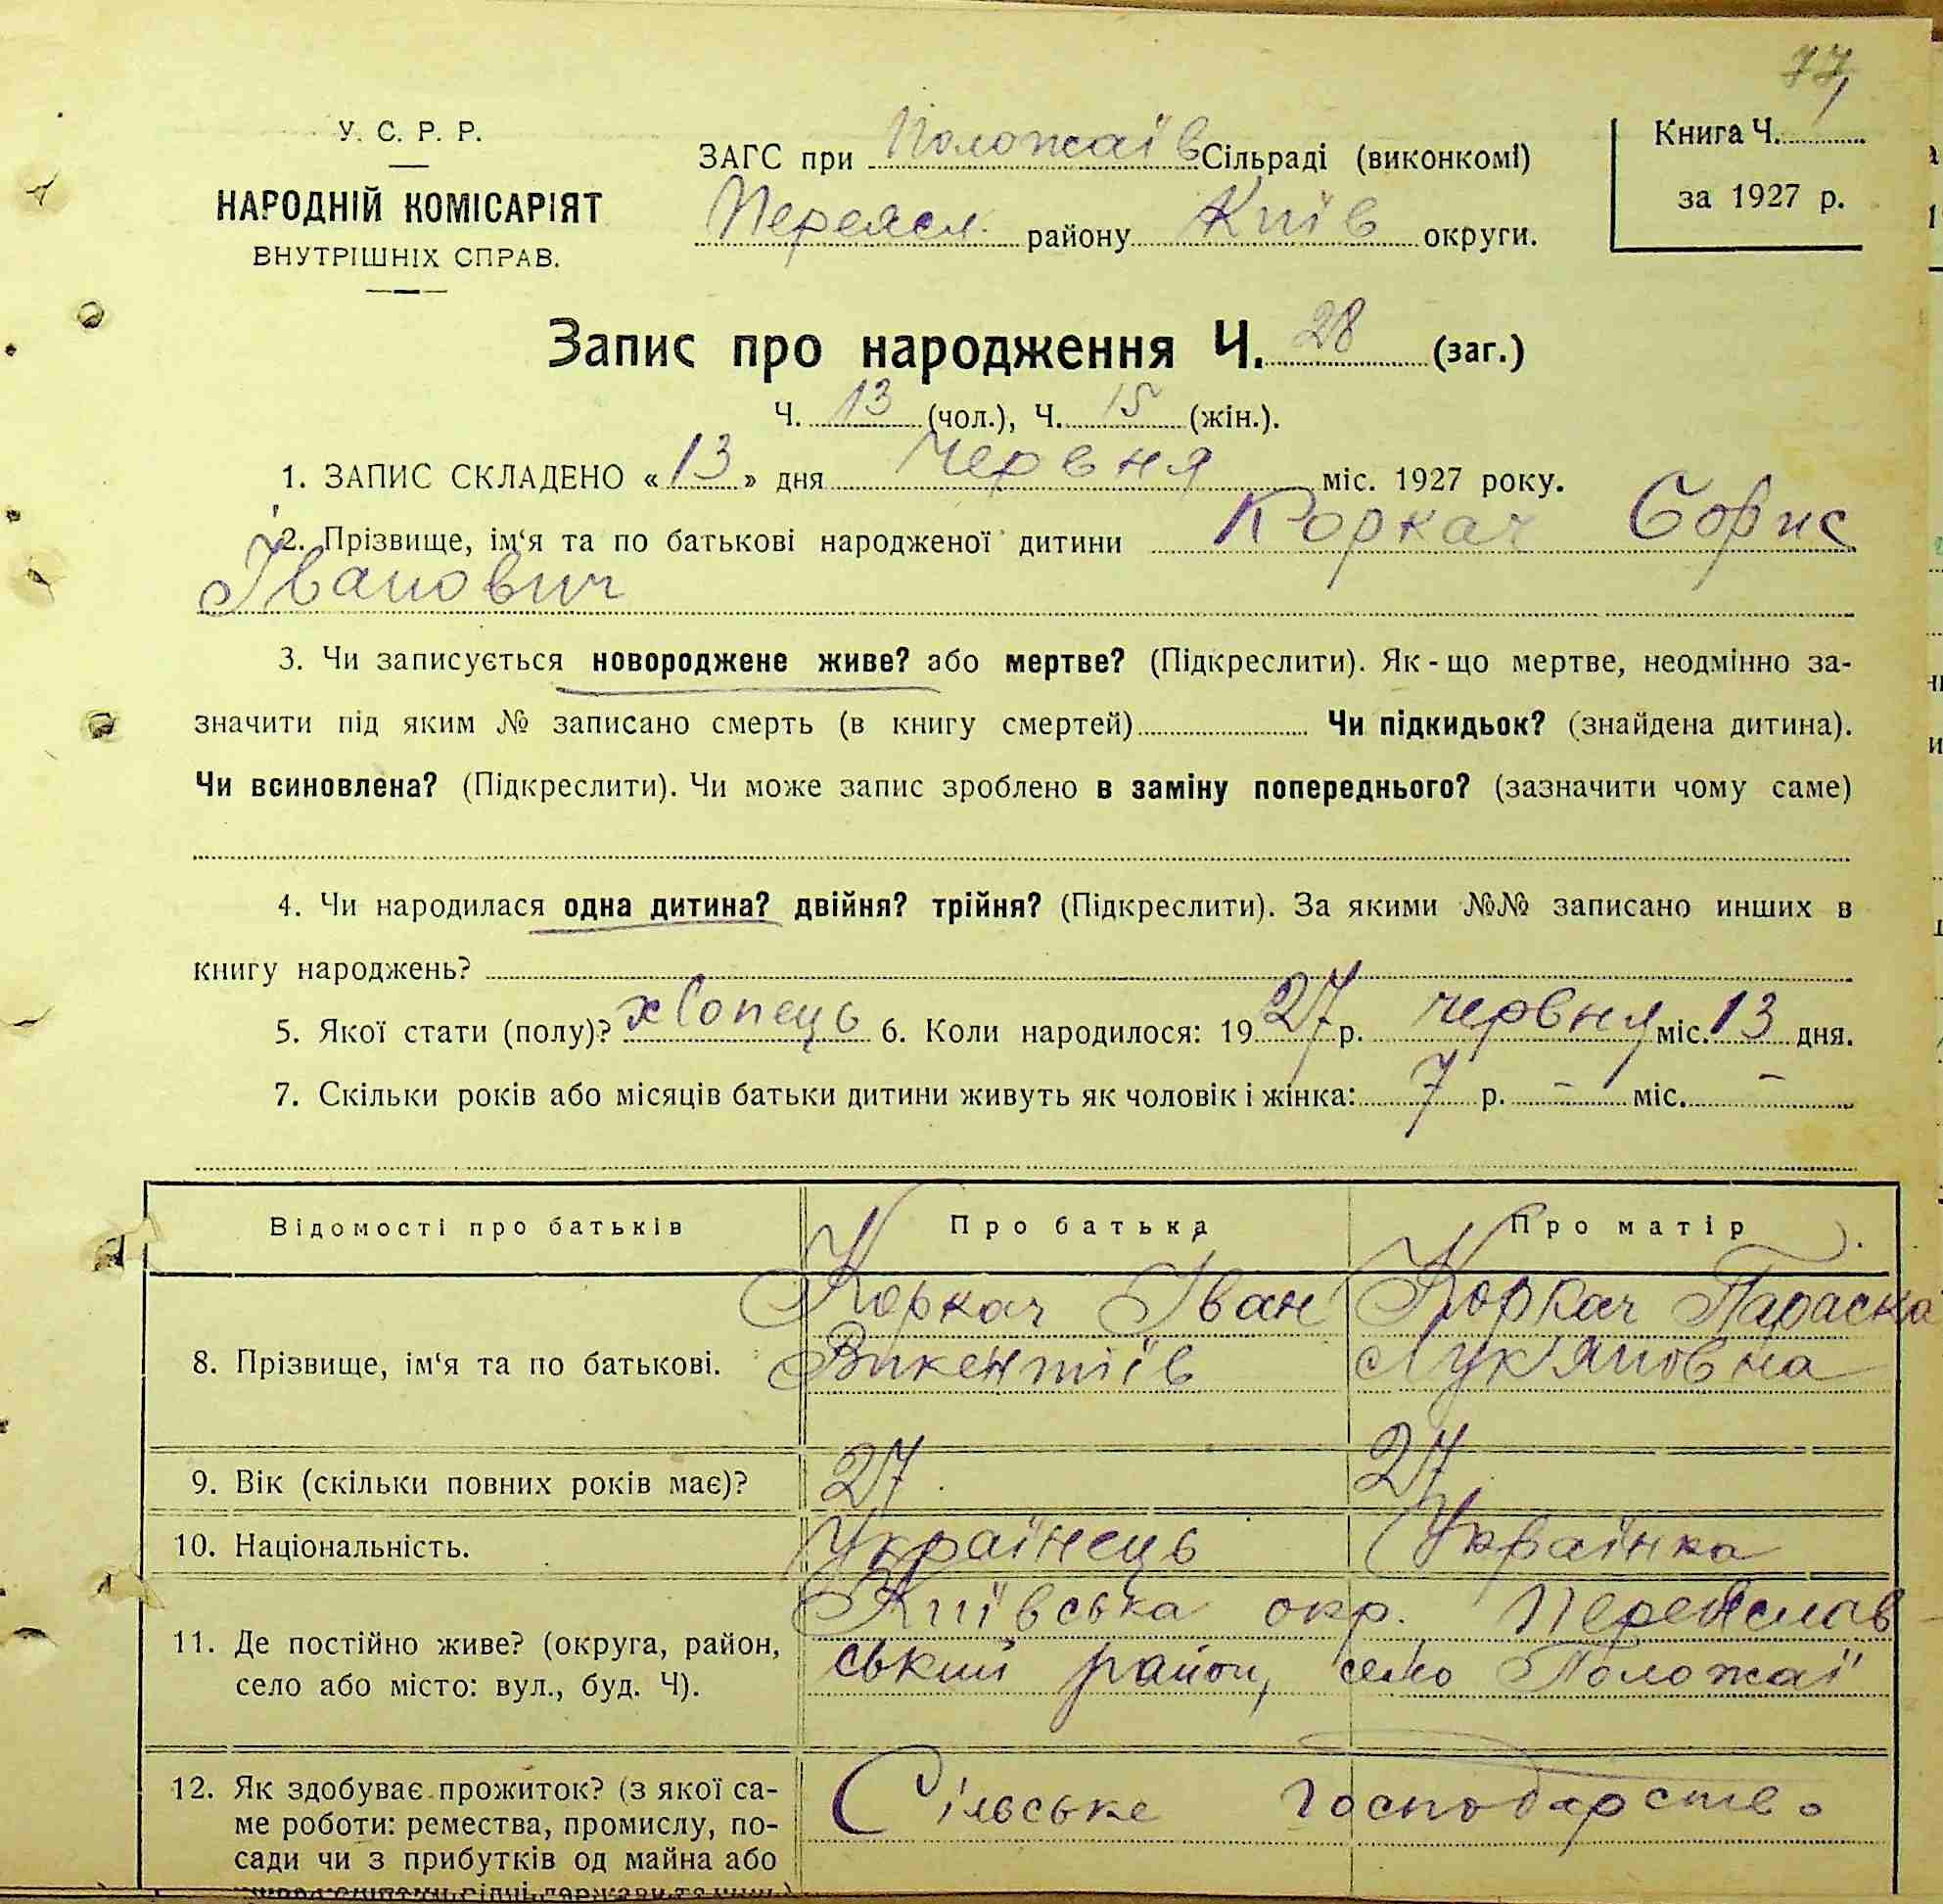 77
У. С. Р. Р.
НАРОДНІЙ КОМІСАРІЯТ
ВНУТРІШНІХ СПРАВ.
ЗАГС при Положаїв Сільраді (виконкомі)
Переясл. району Київ округи.
Книга Ч.
за 1927 р.
Запис про народження Ч. 28 (заг.)
Ч. 13 (чол.), Ч. 15 (жін.).
1. ЗАПИС СКЛАДЕНО « 13 » дня Червня міс. 1927 року.
2. Прізвище, ім‘я та по батькові народженої дитини Коркач Борис
Іванович
3. Чи записується новороджене живе? або мертве? (Підкреслити). Як-що мертве, неодмінно за-
значити під яким № записано смерть (в книгу смертей) Чи підкидьок? (знайдена дитина).
Чи всиновлена? (Підкреслити). Чи може запис зроблено в заміну попереднього? (зазначити чому саме)
4. Чи народилася одна дитина? двійня? трійня? (Підкреслити). За якими №№ записано инших в
книгу народжень?
5. Якої стати (полу)? хлопець 6. Коли народилося: 1927 р. червня міс. 13 дня.
7. Скільки років або місяців батьки дитини живуть як чоловік і жінка: 7 р. - міс. -
Відомості про батьків Про батька Про матір
8. Прізвище, ім‘я та по батькові.
Коркач Іван
Викентіїв
Коркач Параска
Лук'яновна
9. Вік (скільки повних років має)? 27 27
10. Національність. Українець Українка
11. Де постійно живе? (округа, район,
село або місто: вул., буд. Ч).
Київська окр. Переяслав
ський район, село Положаї
12. Як здобуває прожиток? (з якої са-
ме роботи: ремества, промислу, по-
сади чи з прибутків од майна або
Сільське господарство